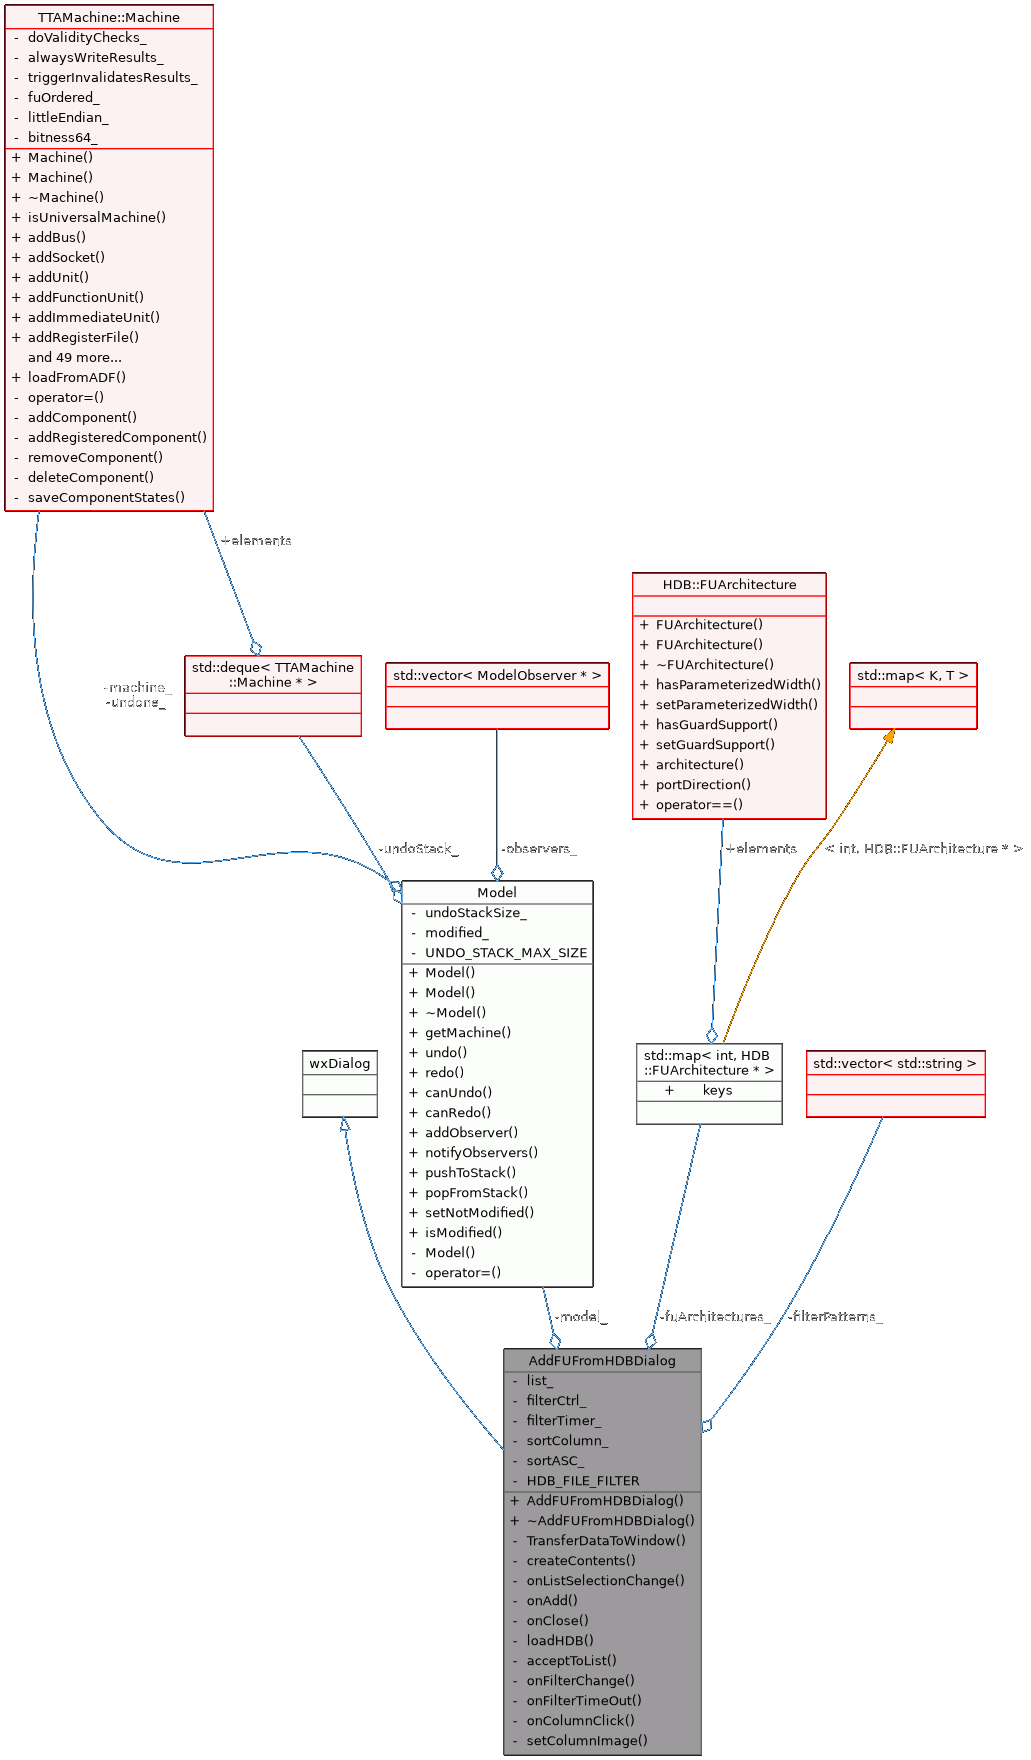 TTAMachine::Machine
- doValidityChecks_
- alwaysWriteResults_
- triggerInvalidatesResults_
- fuOrdered_
- littleEndian_
- bitness64_
+ Machine()
+ Machine()
+ ~Machine()
+ isUniversalMachine()
+ addBus()
+ addSocket()
+ addUnit()
+ addFunctionUnit()
+ addImmediateUnit()
+ addRegisterFile()
and 49 more...
+ loadFromADF()
- operator=()
- addComponent()
- addRegisteredComponent()
- removeComponent()
- deleteComponent()
- saveComponentStates()
+elements
-machine_
-undone_
std::deque< TTAMachine
::Machine * >
std::vector< ModelObserver * >
HDB::FUArchitecture
+ FUArchitecture()
+ FUArchitecture()
+ ~FUArchitecture()
+ hasParameterizedWidth()
+ setParameterizedWidth()
+ hasGuardSupport()
+ setGuardSupport()
+ architecture()
+ portDirection()
+ operator==()
std::map< K, T >
-undoStack_
-observers_
+elements
< int, HDB::FUArchitecture * >
Model
- undoStackSize_
- modified_
- UNDO_STACK_MAX_SIZE
+ Model()
+ Model()
+ ~Model()
+ getMachine()
+ undo()
+ redo()
+ canUndo()
+ canRedo()
+ addObserver()
+ notifyObservers()
+ pushToStack()
+ popFromStack()
+ setNotModified()
+ isModified()
- Model()
- operator=()
wxDialog
std::map< int, HDB
::FUArchitecture * >
+ keys
std::vector< std::string >
-model_
-fuArchitectures_
-filterPatterns_
AddFUFromHDBDialog
- list_
- filterCtrl_
- filterTimer_
- sortColumn_
- sortASC_
- HDB_FILE_FILTER
+ AddFUFromHDBDialog()
+ ~AddFUFromHDBDialog()
- TransferDataToWindow()
- createContents()
- onListSelectionChange()
- onAdd()
- onClose()
- loadHDB()
- acceptToList()
- onFilterChange()
- onFilterTimeOut()
- onColumnClick()
- setColumnImage()